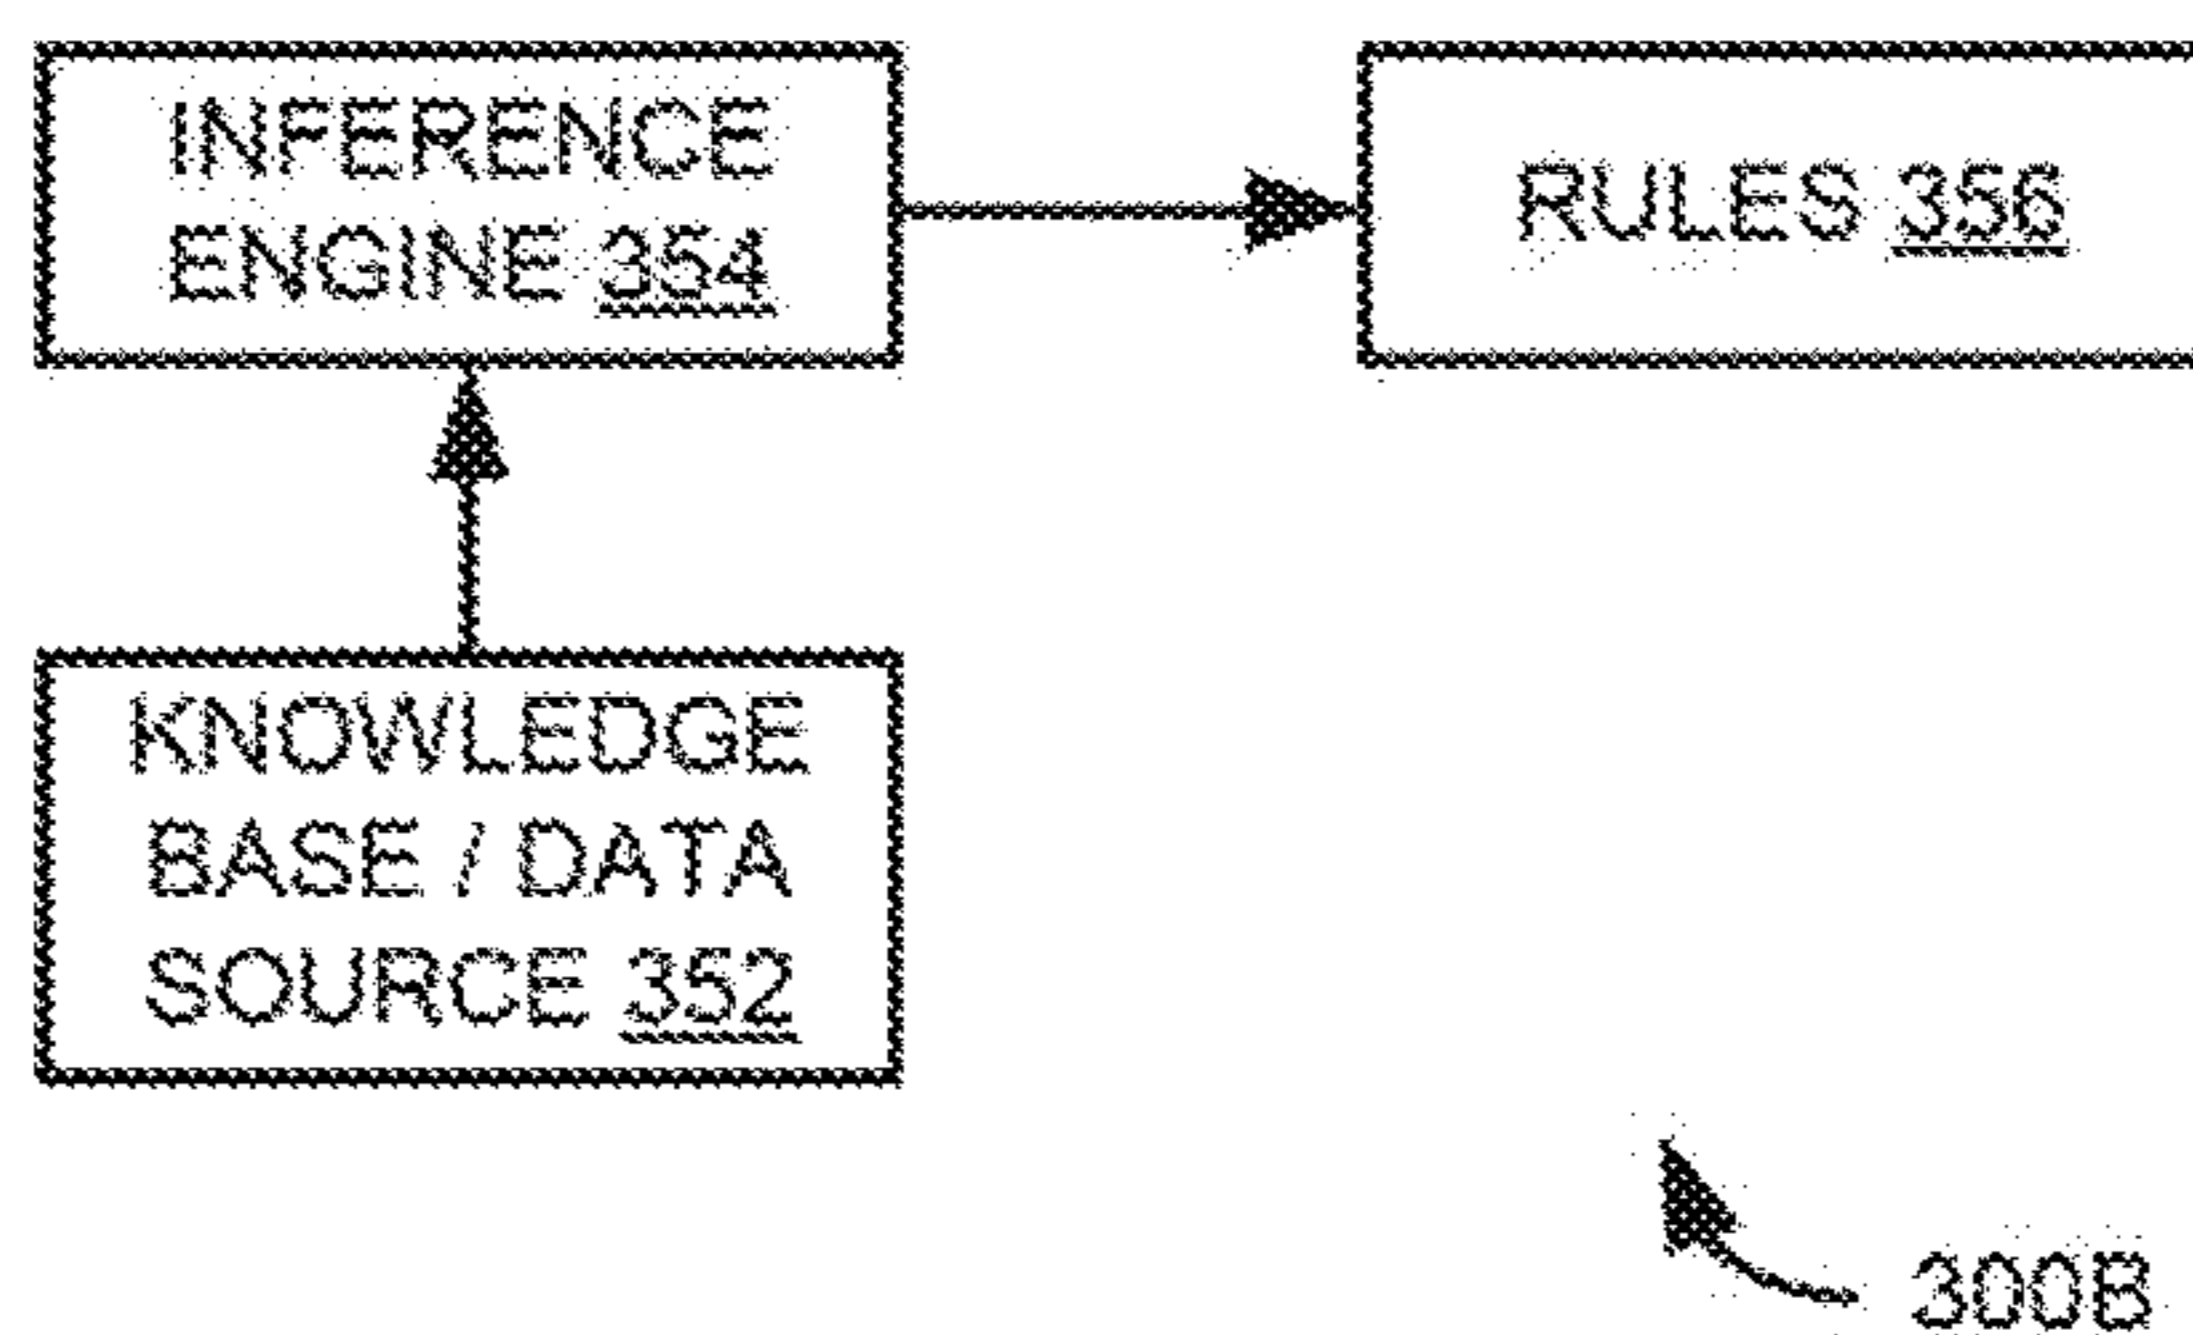 INFERENCE
ENGINE 354
RULES 356
KNOWLEDGE
BASE / DATA
SOURCE 352
300B